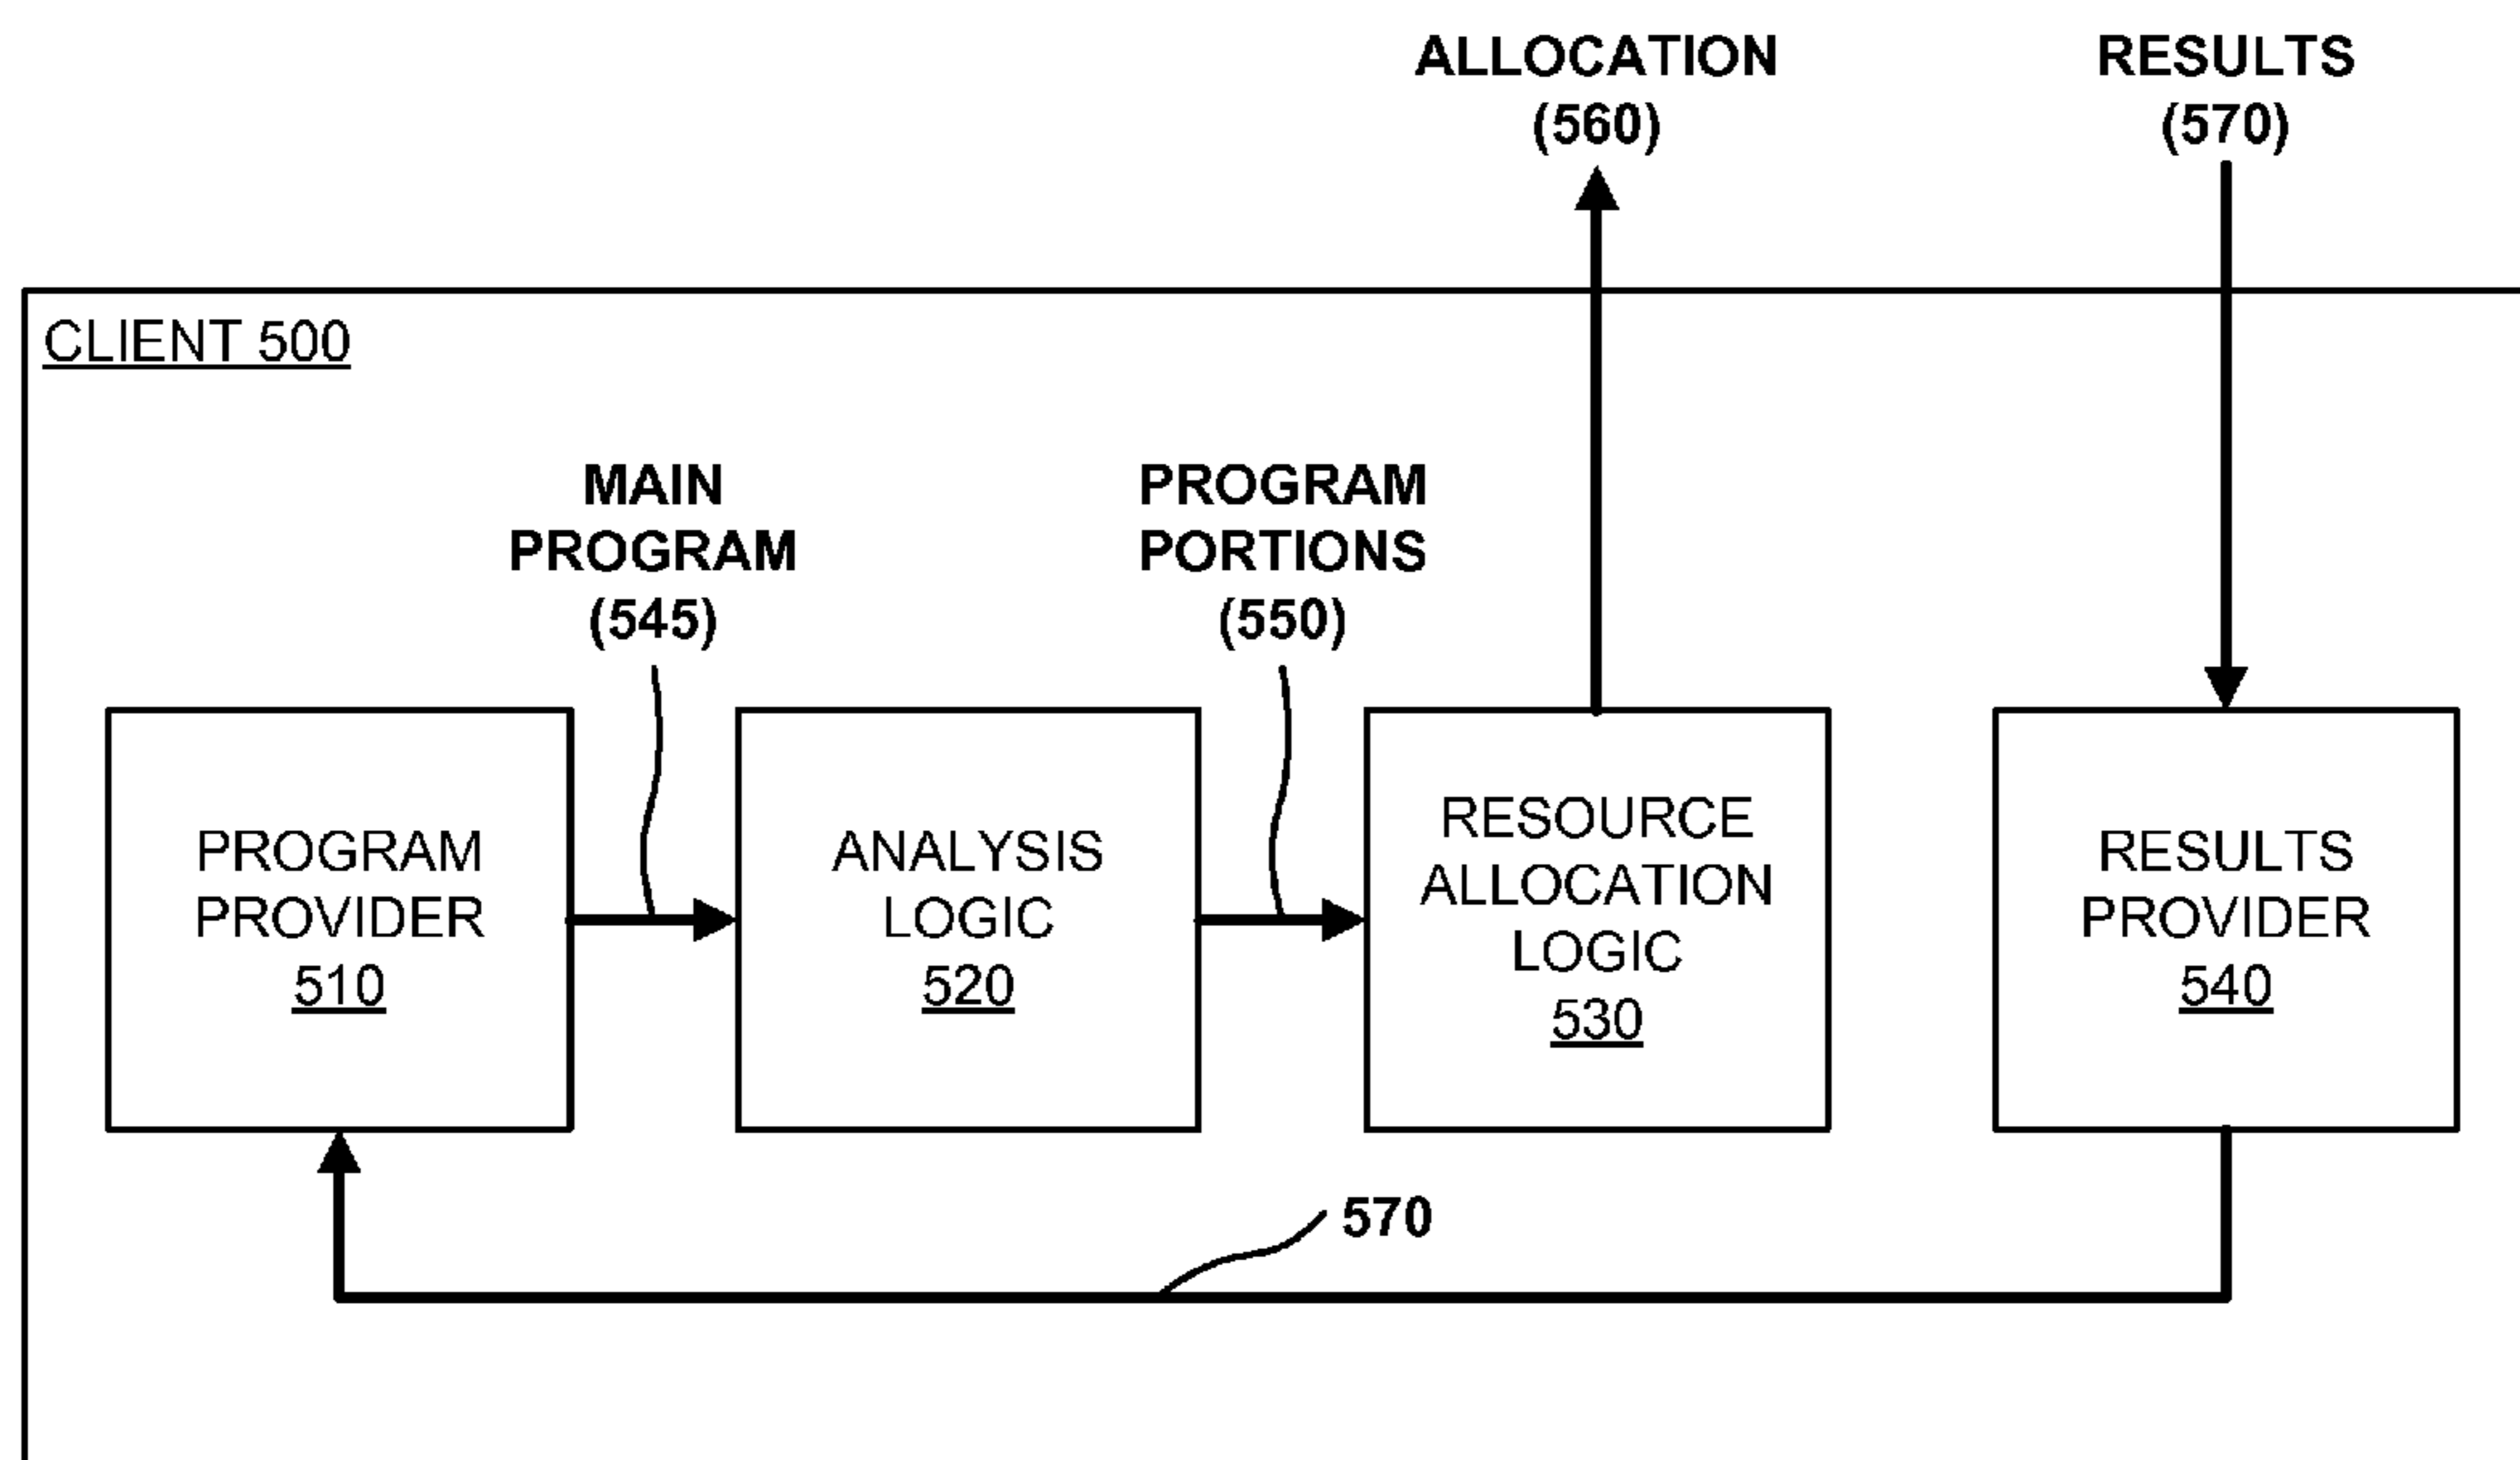 ALLOCATION
(560)
RESULTS
(570)
CLIENT 500
MAIN
PROGRAM
(545)
PROGRAM
PORTIONS
(550)
PROGRAM
PROVIDER
510
ANALYSIS
LOGIC
520
RESOURCE
ALLOCATION
LOGIC
530
RESULTS
PROVIDER
540
570